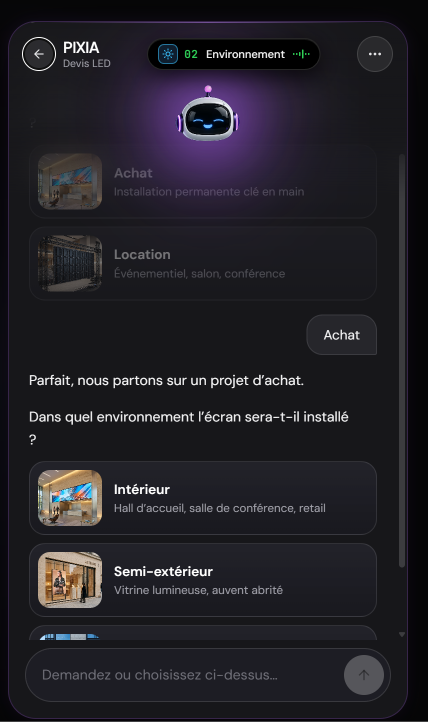 PIXIA
Devis LED
02 Environnement
Achat
Installation permanente clé en main
Location
Événementiel, salon, conférence
Achat
Parfait, nous partons sur un projet d’achat.
Dans quel environnement l’écran sera-t-il installé
?
Intérieur
Hall d’accueil, salle de conférence, retail
Semi-extérieur
Vitrine lumineuse, auvent abrité
Demandez ou choisissez ci-dessus...